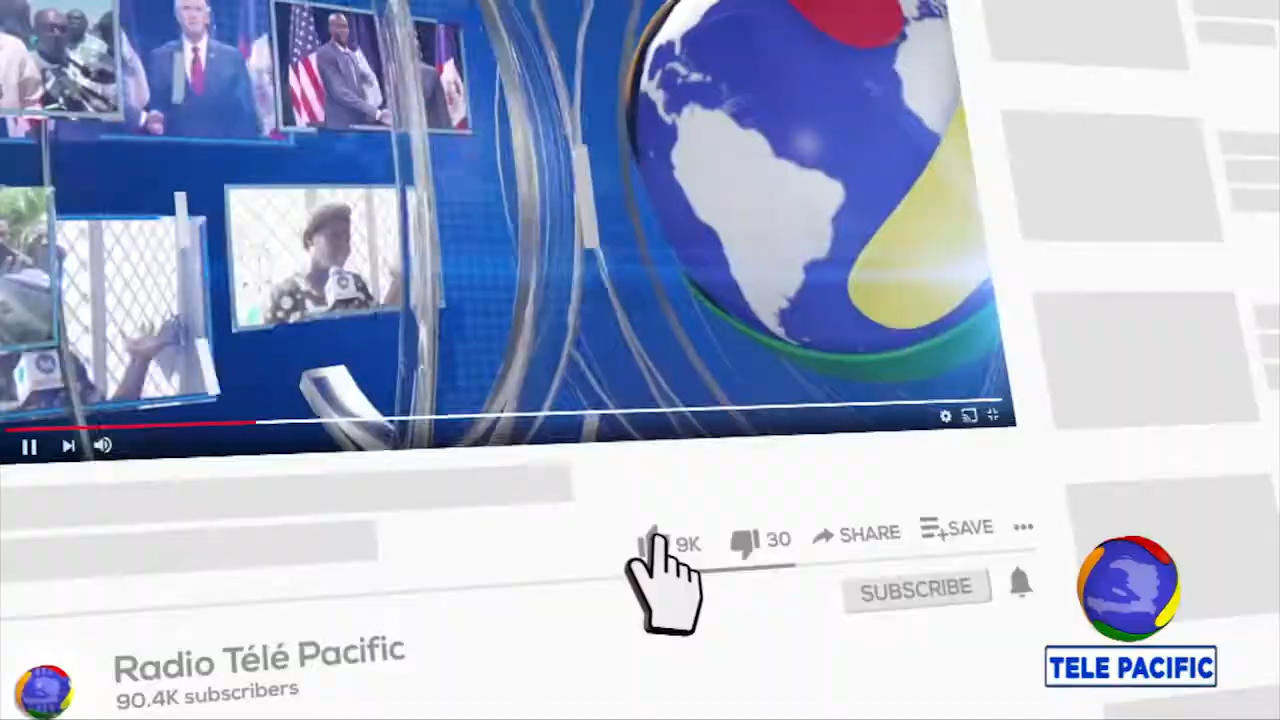 9K
30
SHARE
SAVE
SUBSCRIBE
Radio Télé Pacific
90.4K subscribers
TELE PACIFIC